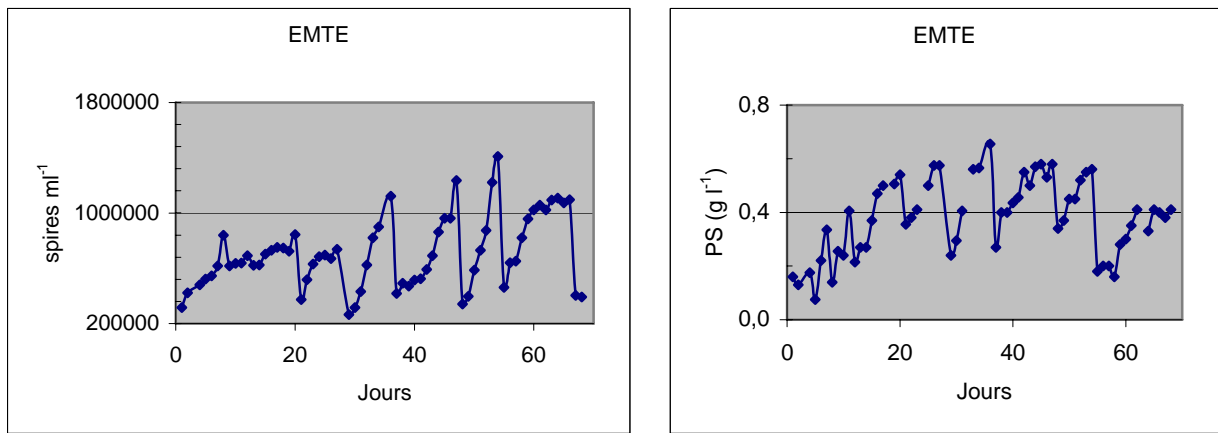 EMTE
spires ml-1
1800000
1000000
200000
0 20 40 60
Jours
EMTE
PS (g l-1)
0,8
0,4
0,0
0 20 40 60
Jours